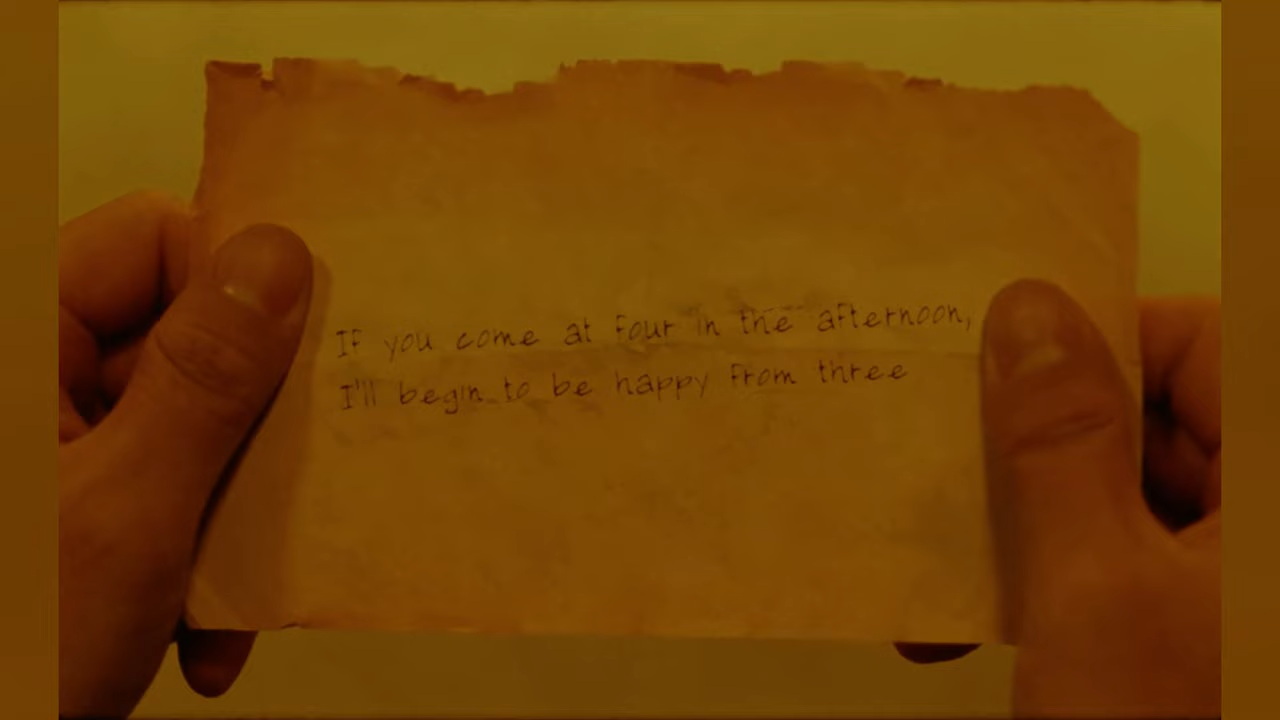 If you come at four in the afternoon,
I'll begin to be happy from three